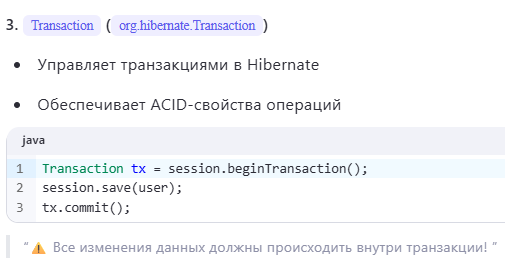 3. Transaction (org.hibernate.Transaction)
• Управляет транзакциями в Hibernate
• Обеспечивает ACID-свойства операций
java
1 Transaction tx = session.beginTransaction();
2 session.save(user);
3 tx.commit();
“ ⚠️ Все изменения данных должны происходить внутри транзакции! ”